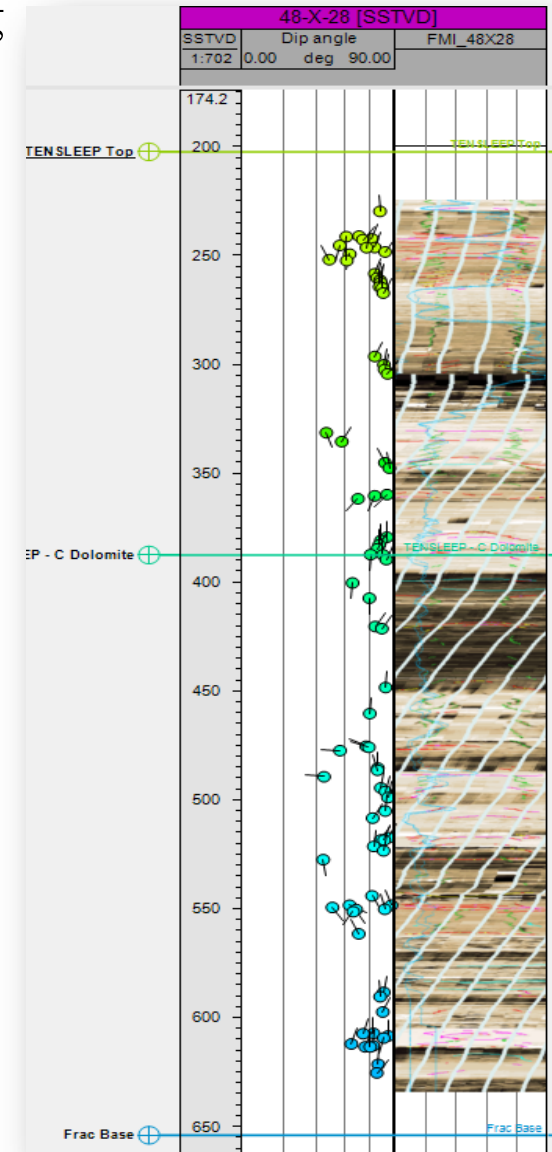 48-X-28 [SSTVD]
SSTVD Dip angle FMI_48X28
1:702 0.00 deg 90.00
174.2
200
TENSLEEP Top TENSLEEP Top
250
300
350
EP - C Dolomite TENSLEEP - C Dolomite
400
450
500
550
600
650
Frac Base Frac Base